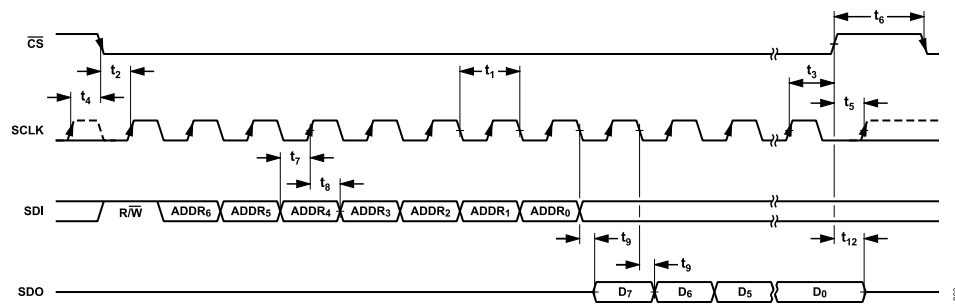 t6
CS
t2
t1
t3
t4
t5
SCLK
t7
t8
SDI
R/W
ADDR6
ADDR5
ADDR4
ADDR3
ADDR2
ADDR1
ADDR0
t9
t12
t9
SDO
D7
D6
D5
D0